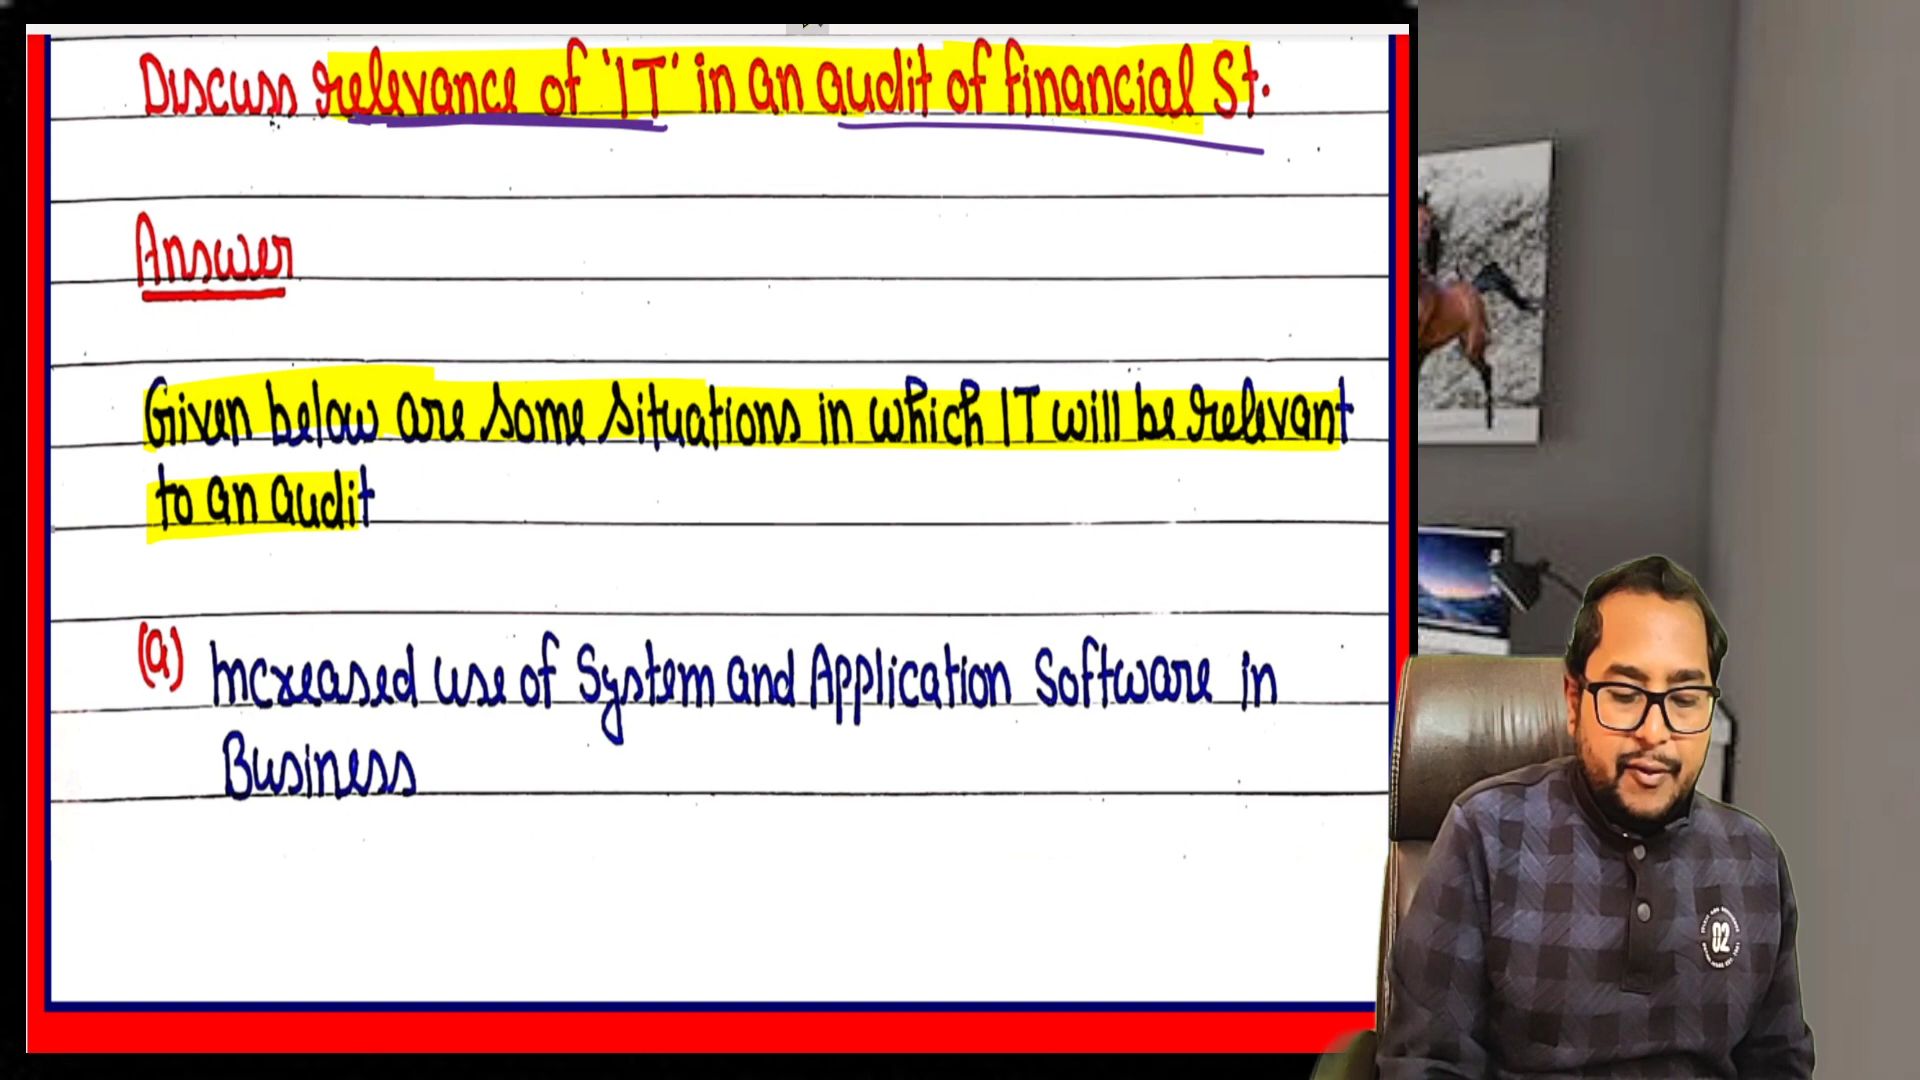 Discuss relevance of 'IT' in an audit of financial St.
Answer
Given below are some situations in which IT will be relevant
to an audit
(a) Increased use of System and Application Software in
Business
02